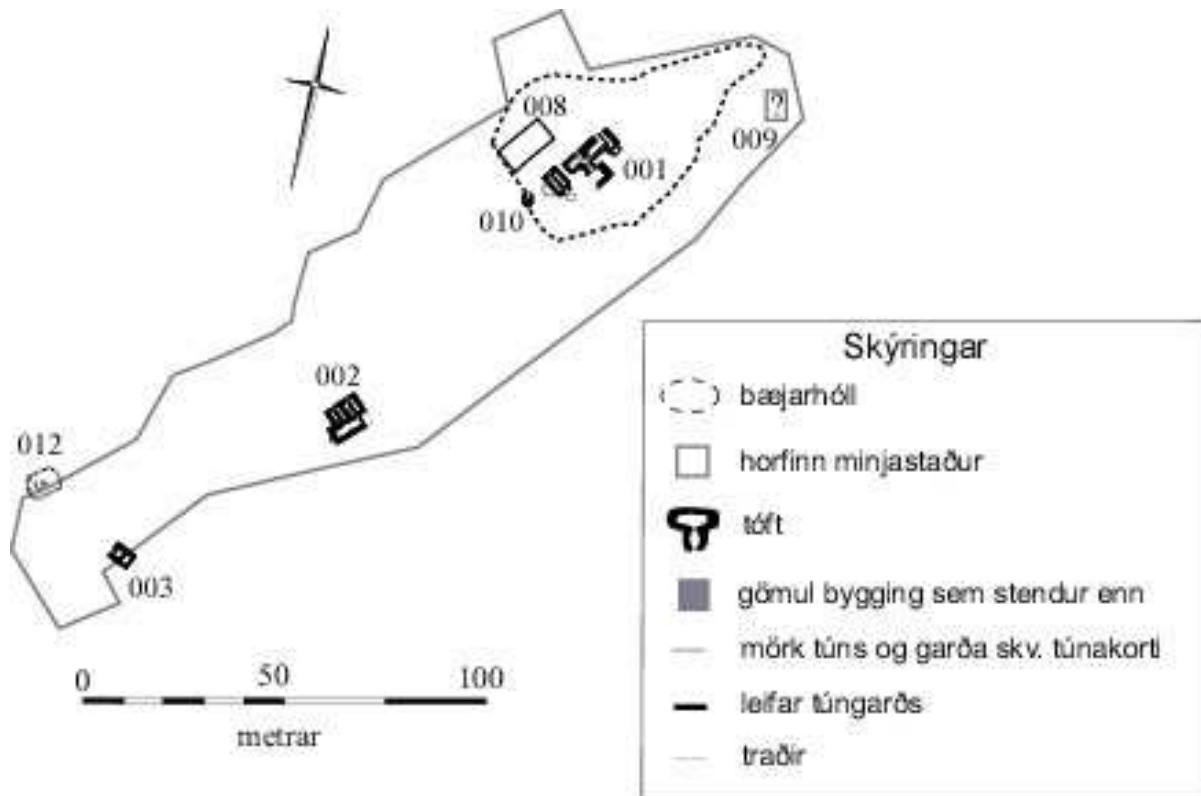 008
?
009
001
010
002
012
003
0 50 100
metrar
Skýringar
bæjarhóll
horfinn minjastaður
tóft
gömul bygging sem stendur enn
mörk túns og garða skv. túnakorti
leifar túngarðs
traðir